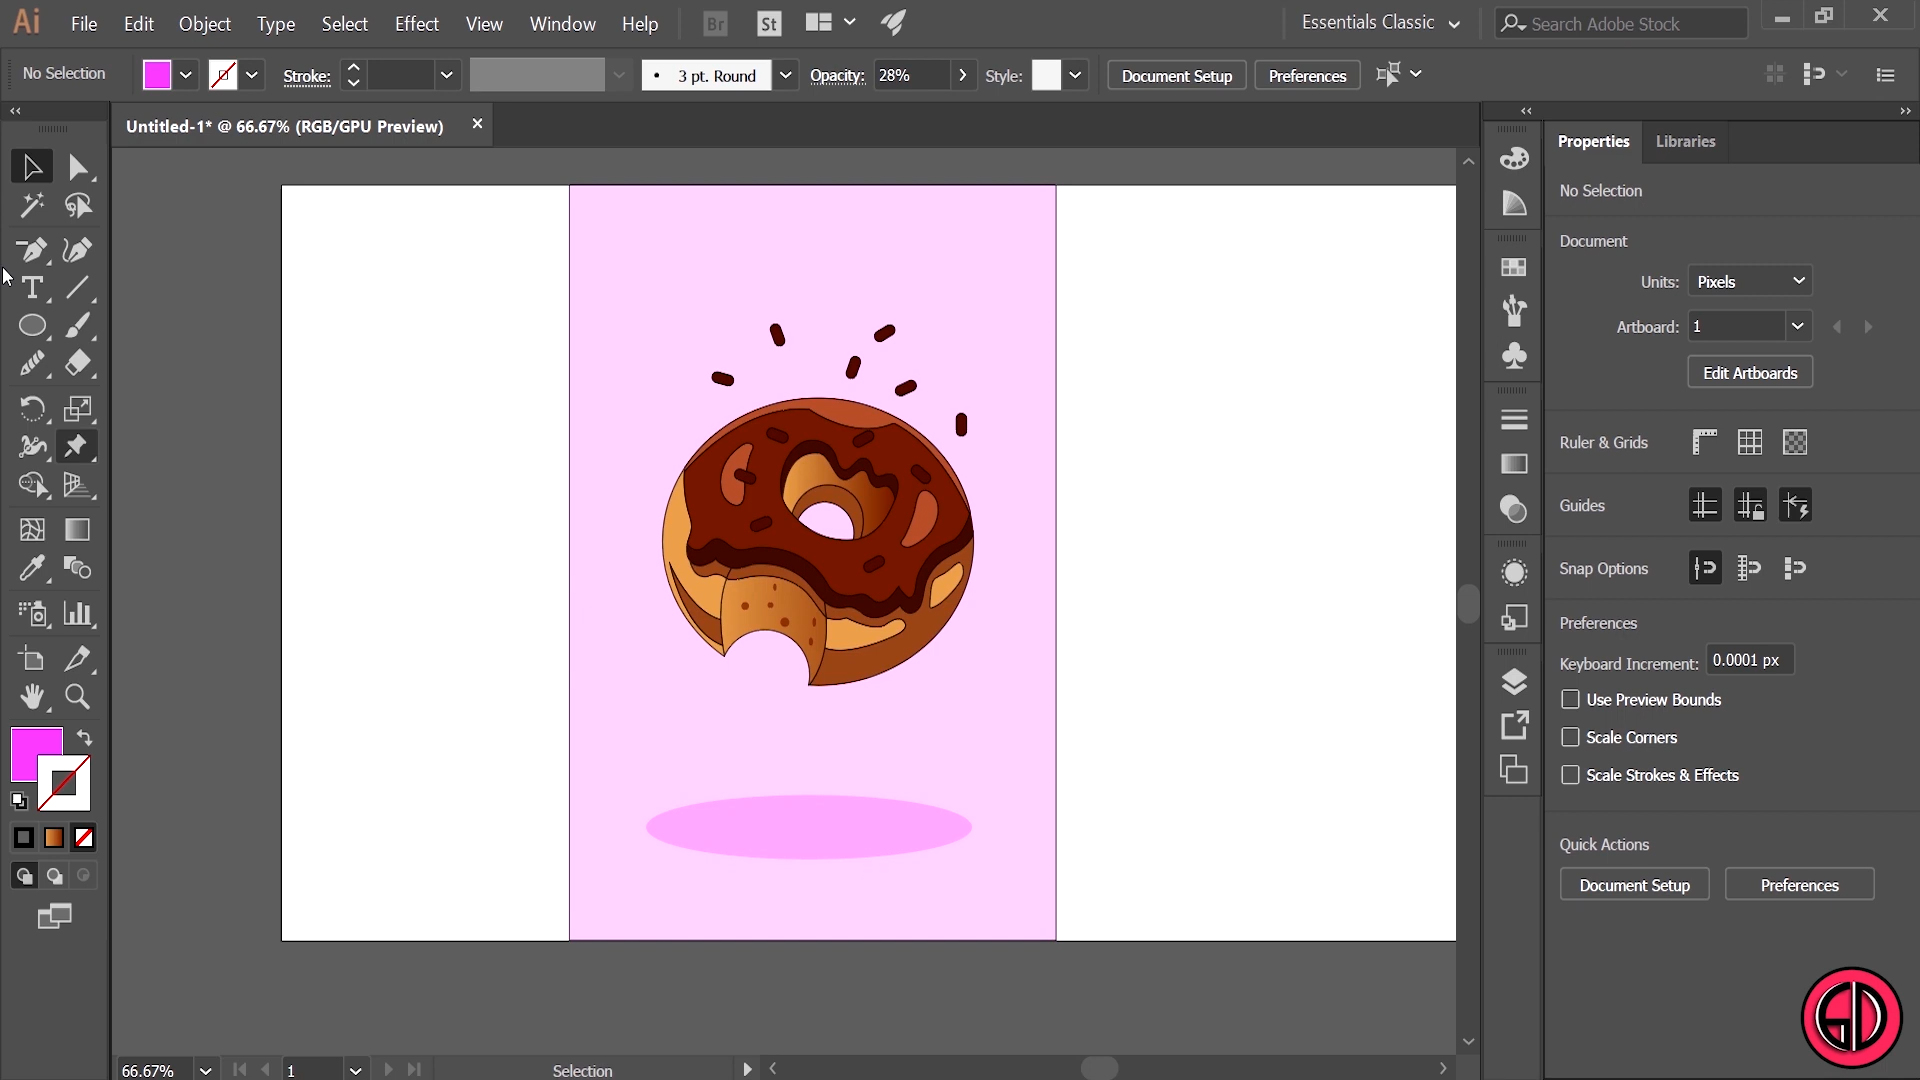 Ai File Edit Object Type Select Effect View Window Help Br St Essentials Classic Search Adobe Stock
No Selection Stroke: 3 pt. Round Opacity: 28% Style: Document Setup Preferences
Untitled-1* @ 66.67% (RGB/GPU Preview)
Properties Libraries
No Selection
Document
Units: Pixels
Artboard: 1
Edit Artboards
Ruler & Grids
Guides
Snap Options
Preferences
Keyboard Increment: 0.0001 px
Use Preview Bounds
Scale Corners
Scale Strokes & Effects
Quick Actions
Document Setup Preferences
66.67% 1 Selection